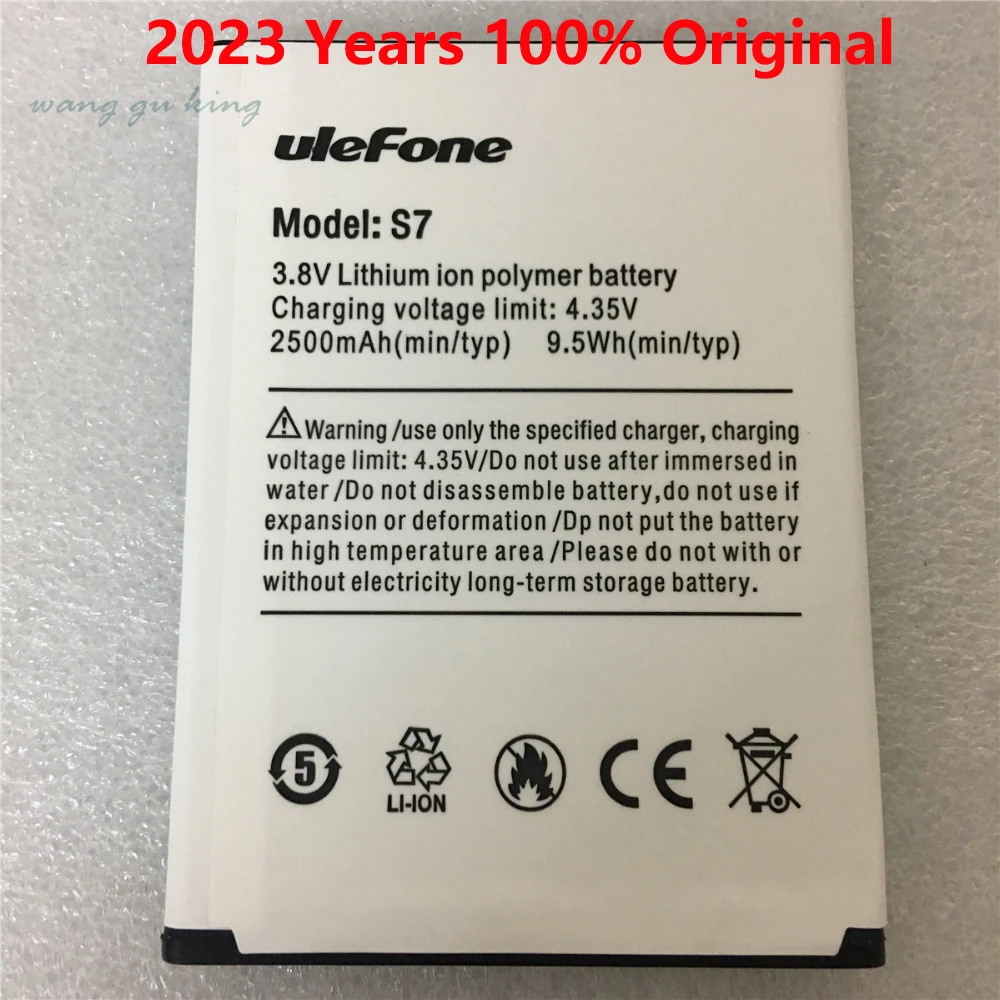 2023 Years 100% Original
wang gu king
ulefone
Model: S7
3.8V Lithium ion polymer battery
Charging voltage limit: 4.35V
2500mAh(min/typ) 9.5Wh(min/typ)
Warning /use only the specified charger, charging
voltage limit: 4.35V/Do not use after immersed in
water /Do not disassemble battery,do not use if
expansion or deformation /Dp not put the battery
in high temperature area /Please do not with or
without electricity long-term storage battery.
5
LI-ION
CE